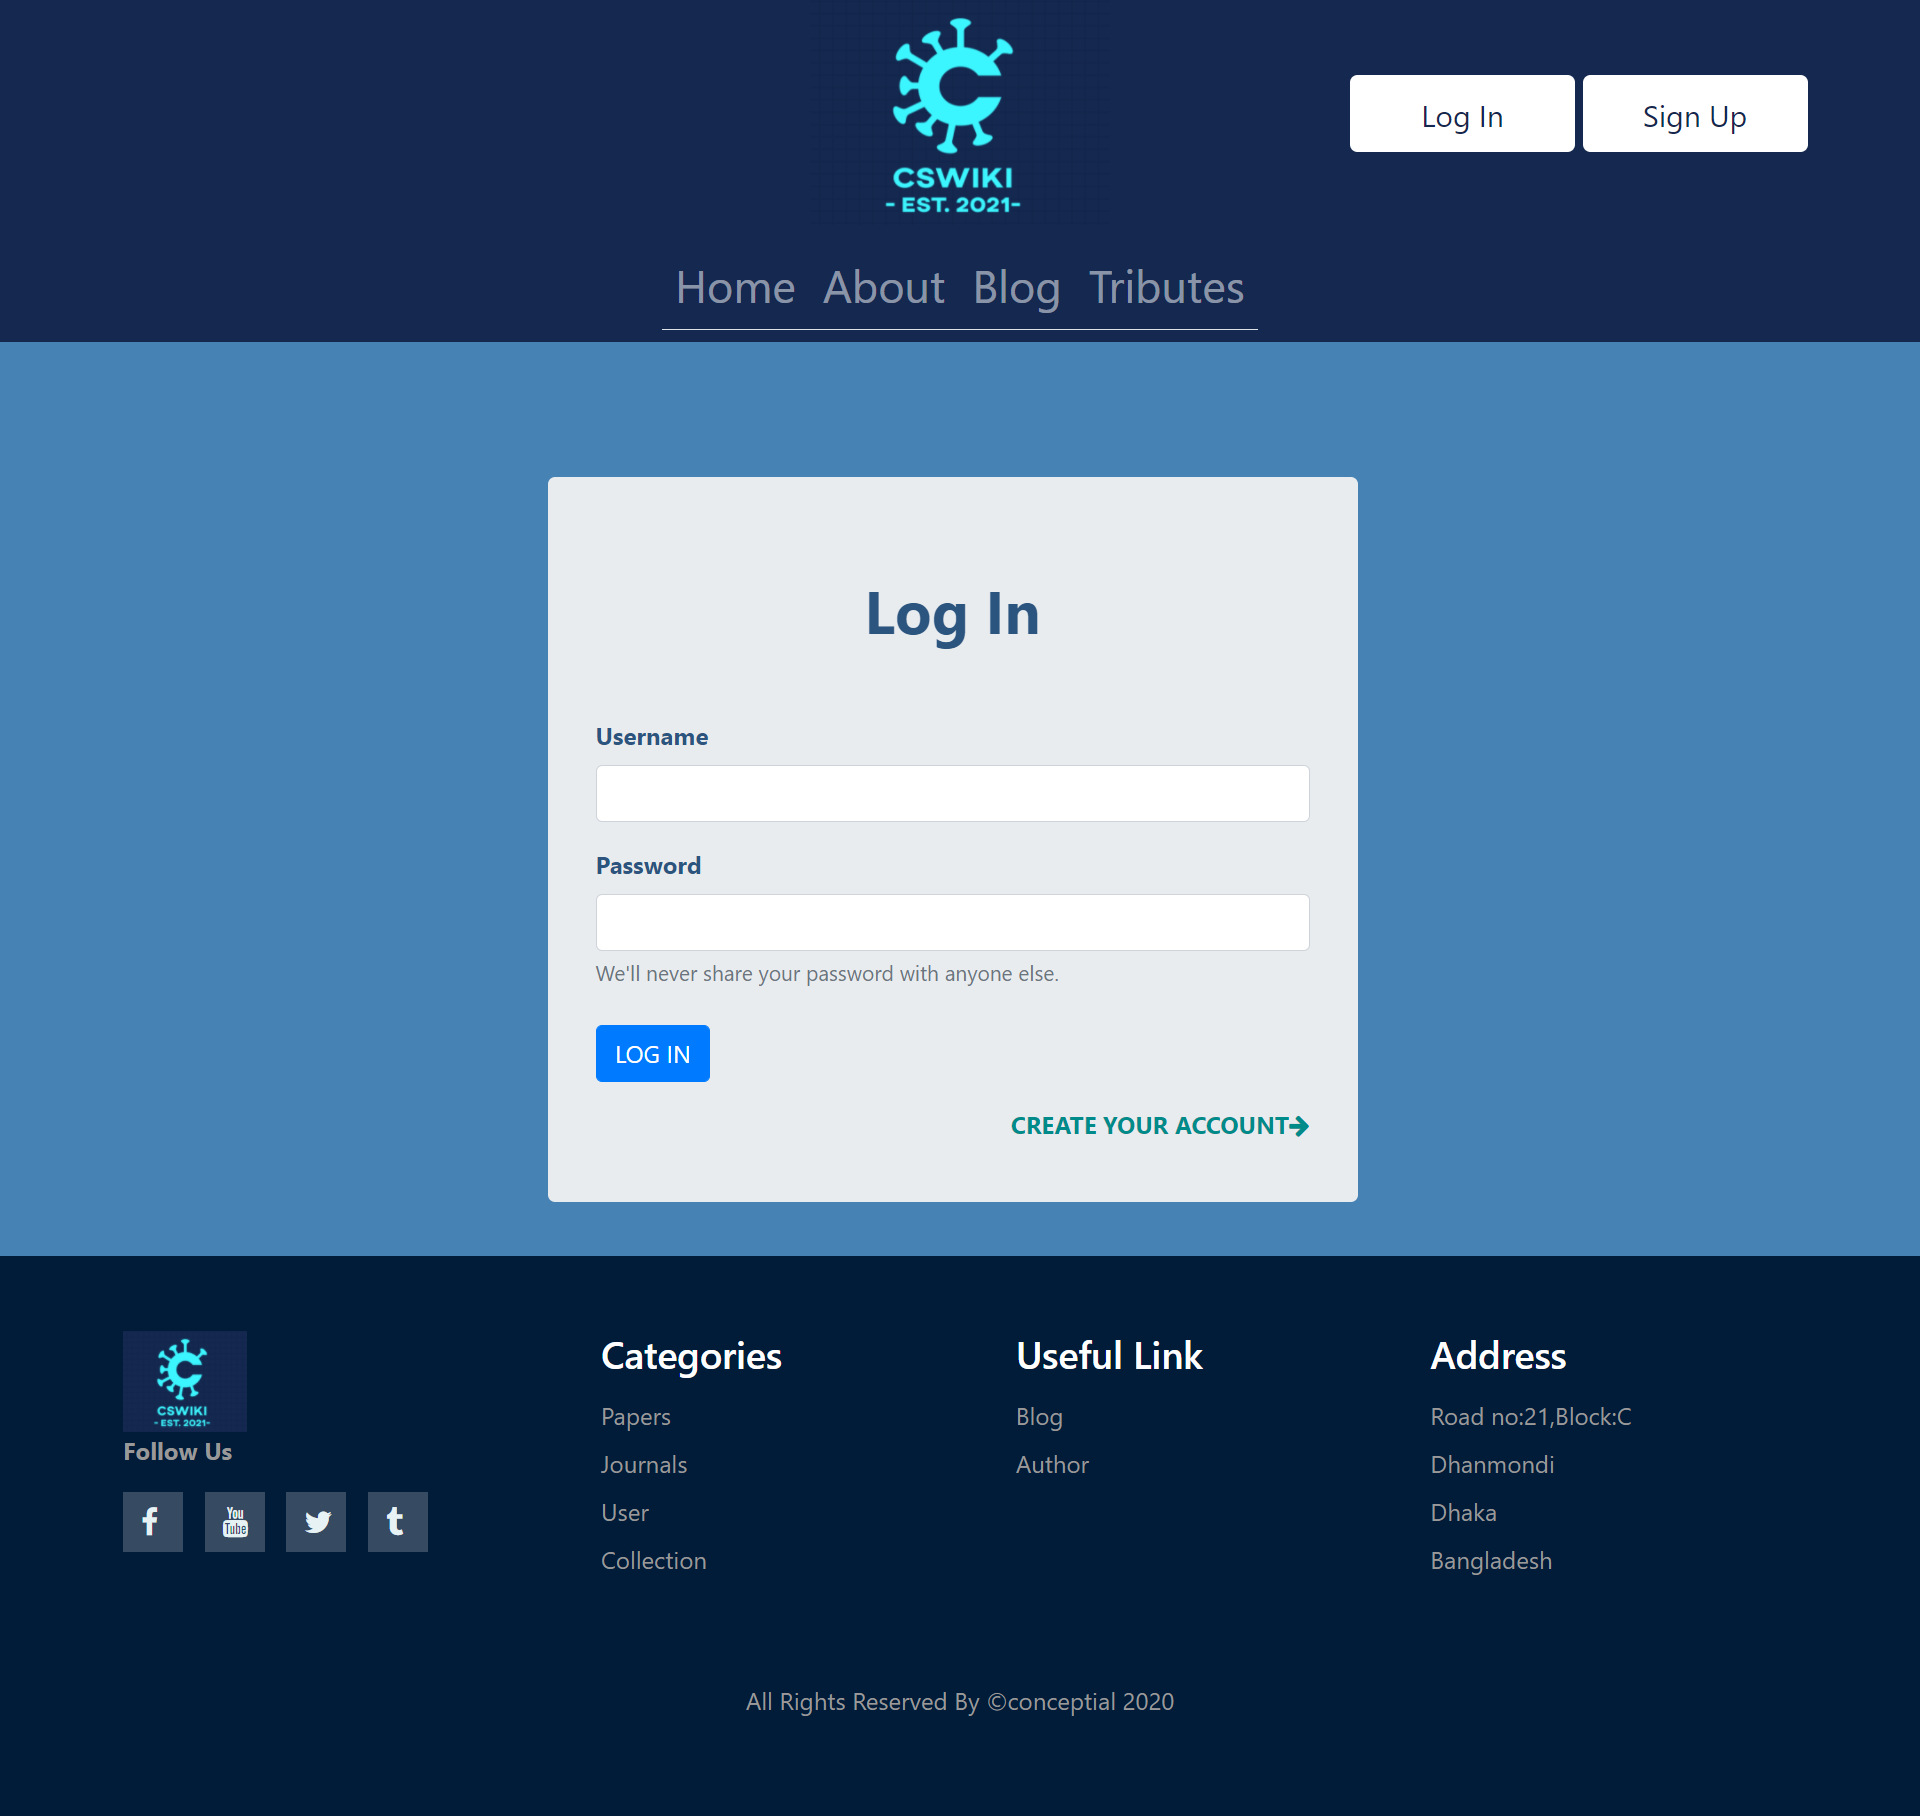 CSWIKI
- EST. 2021-
Log In
Sign Up
Home About Blog Tributes
Log In
Username
Password
We'll never share your password with anyone else.
LOG IN
CREATE YOUR ACCOUNT
CSWIKI
- EST. 2021-
Follow Us
You
Tube
Categories
Papers
Journals
User
Collection
Useful Link
Blog
Author
Address
Road no:21,Block:C
Dhanmondi
Dhaka
Bangladesh
All Rights Reserved By ©conceptial 2020